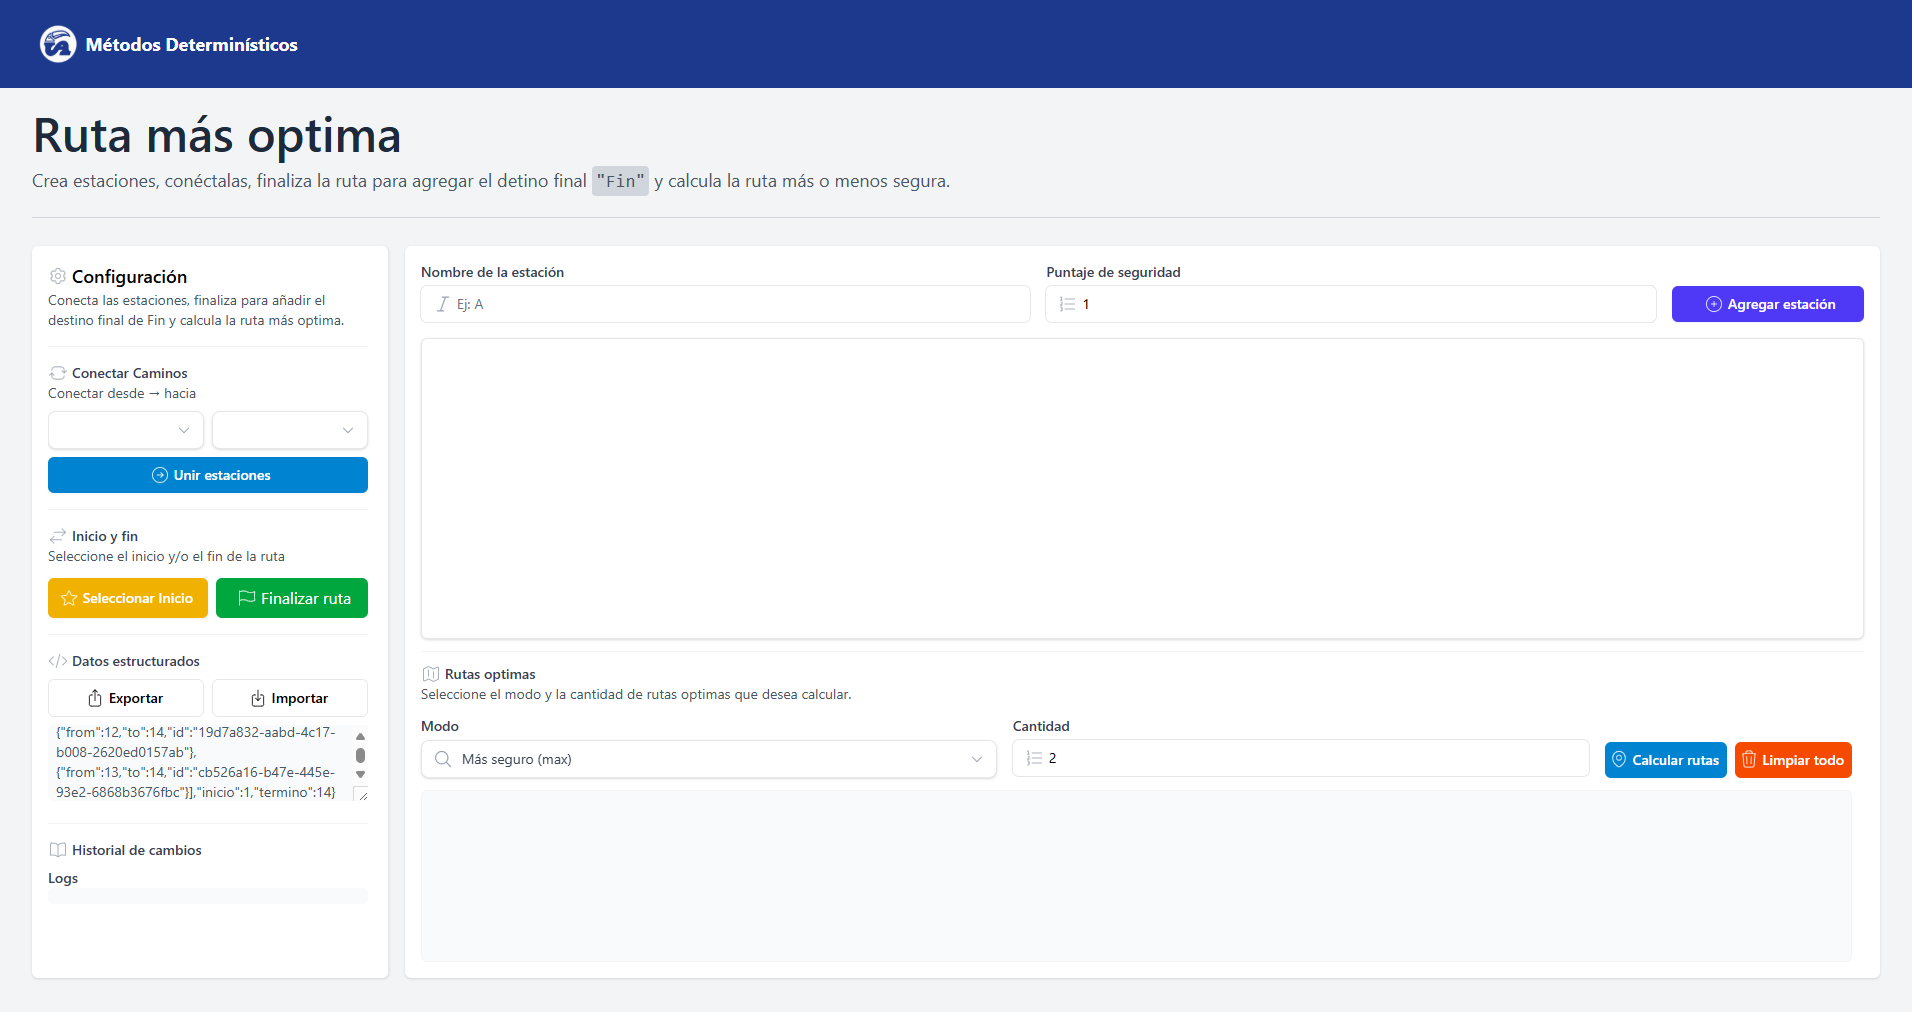 Métodos Determinísticos
Ruta más optima
Crea estaciones, conéctalas, finaliza la ruta para agregar el detino final "Fin" y calcula la ruta más o menos segura.
Configuración
Conecta las estaciones, finaliza para añadir el
destino final de Fin y calcula la ruta más optima.
Conectar Caminos
Conectar desde → hacia
Unir estaciones
Inicio y fin
Seleccione el inicio y/o el fin de la ruta
Seleccionar Inicio
Finalizar ruta
Datos estructurados
Exportar
Importar
{"from":12,"to":14,"id":"19d7a832-aabd-4c17-
b008-2620ed0157ab"},
{"from":13,"to":14,"id":"cb526a16-b47e-445e-
93e2-6868b3676fbc"}],"inicio":1,"termino":14}
Historial de cambios
Logs
Nombre de la estación
Ej: A
Puntaje de seguridad
1
Agregar estación
Rutas optimas
Seleccione el modo y la cantidad de rutas optimas que desea calcular.
Modo
Más seguro (max)
Cantidad
2
Calcular rutas
Limpiar todo